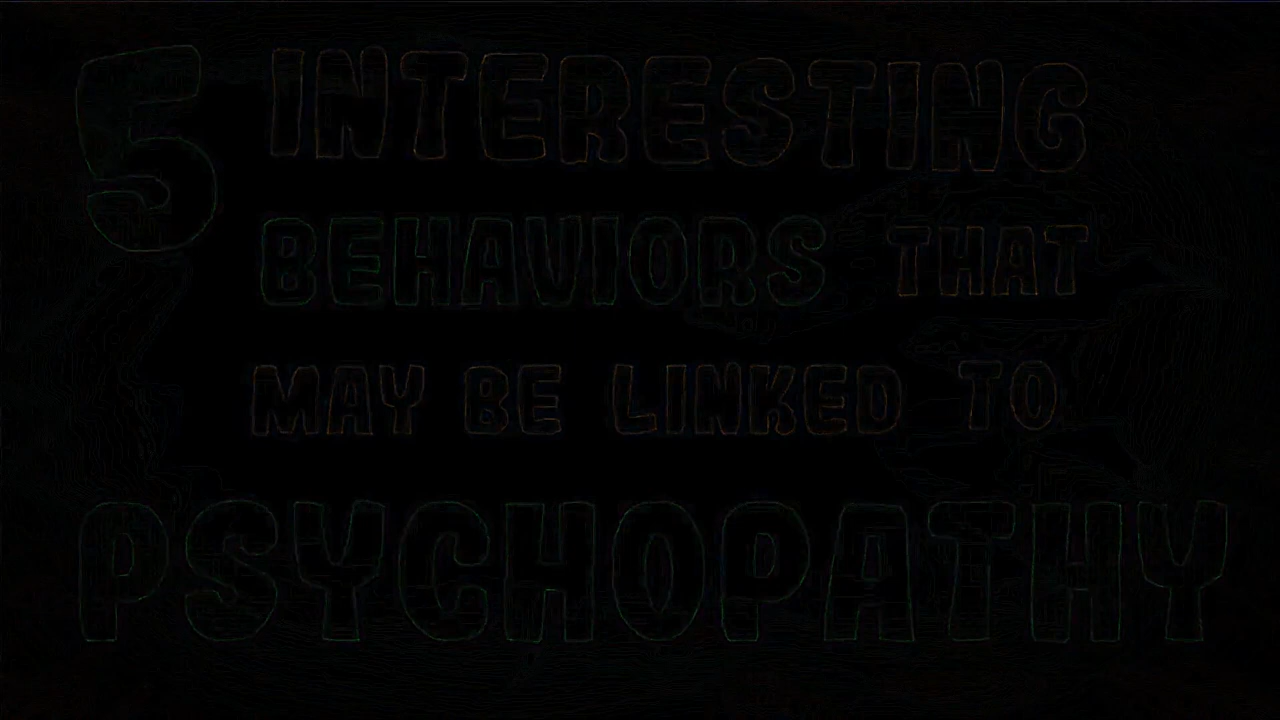 5 INTERESTING
BEHAVIORS THAT
MAY BE LINKED TO
PSYCHOPATHY